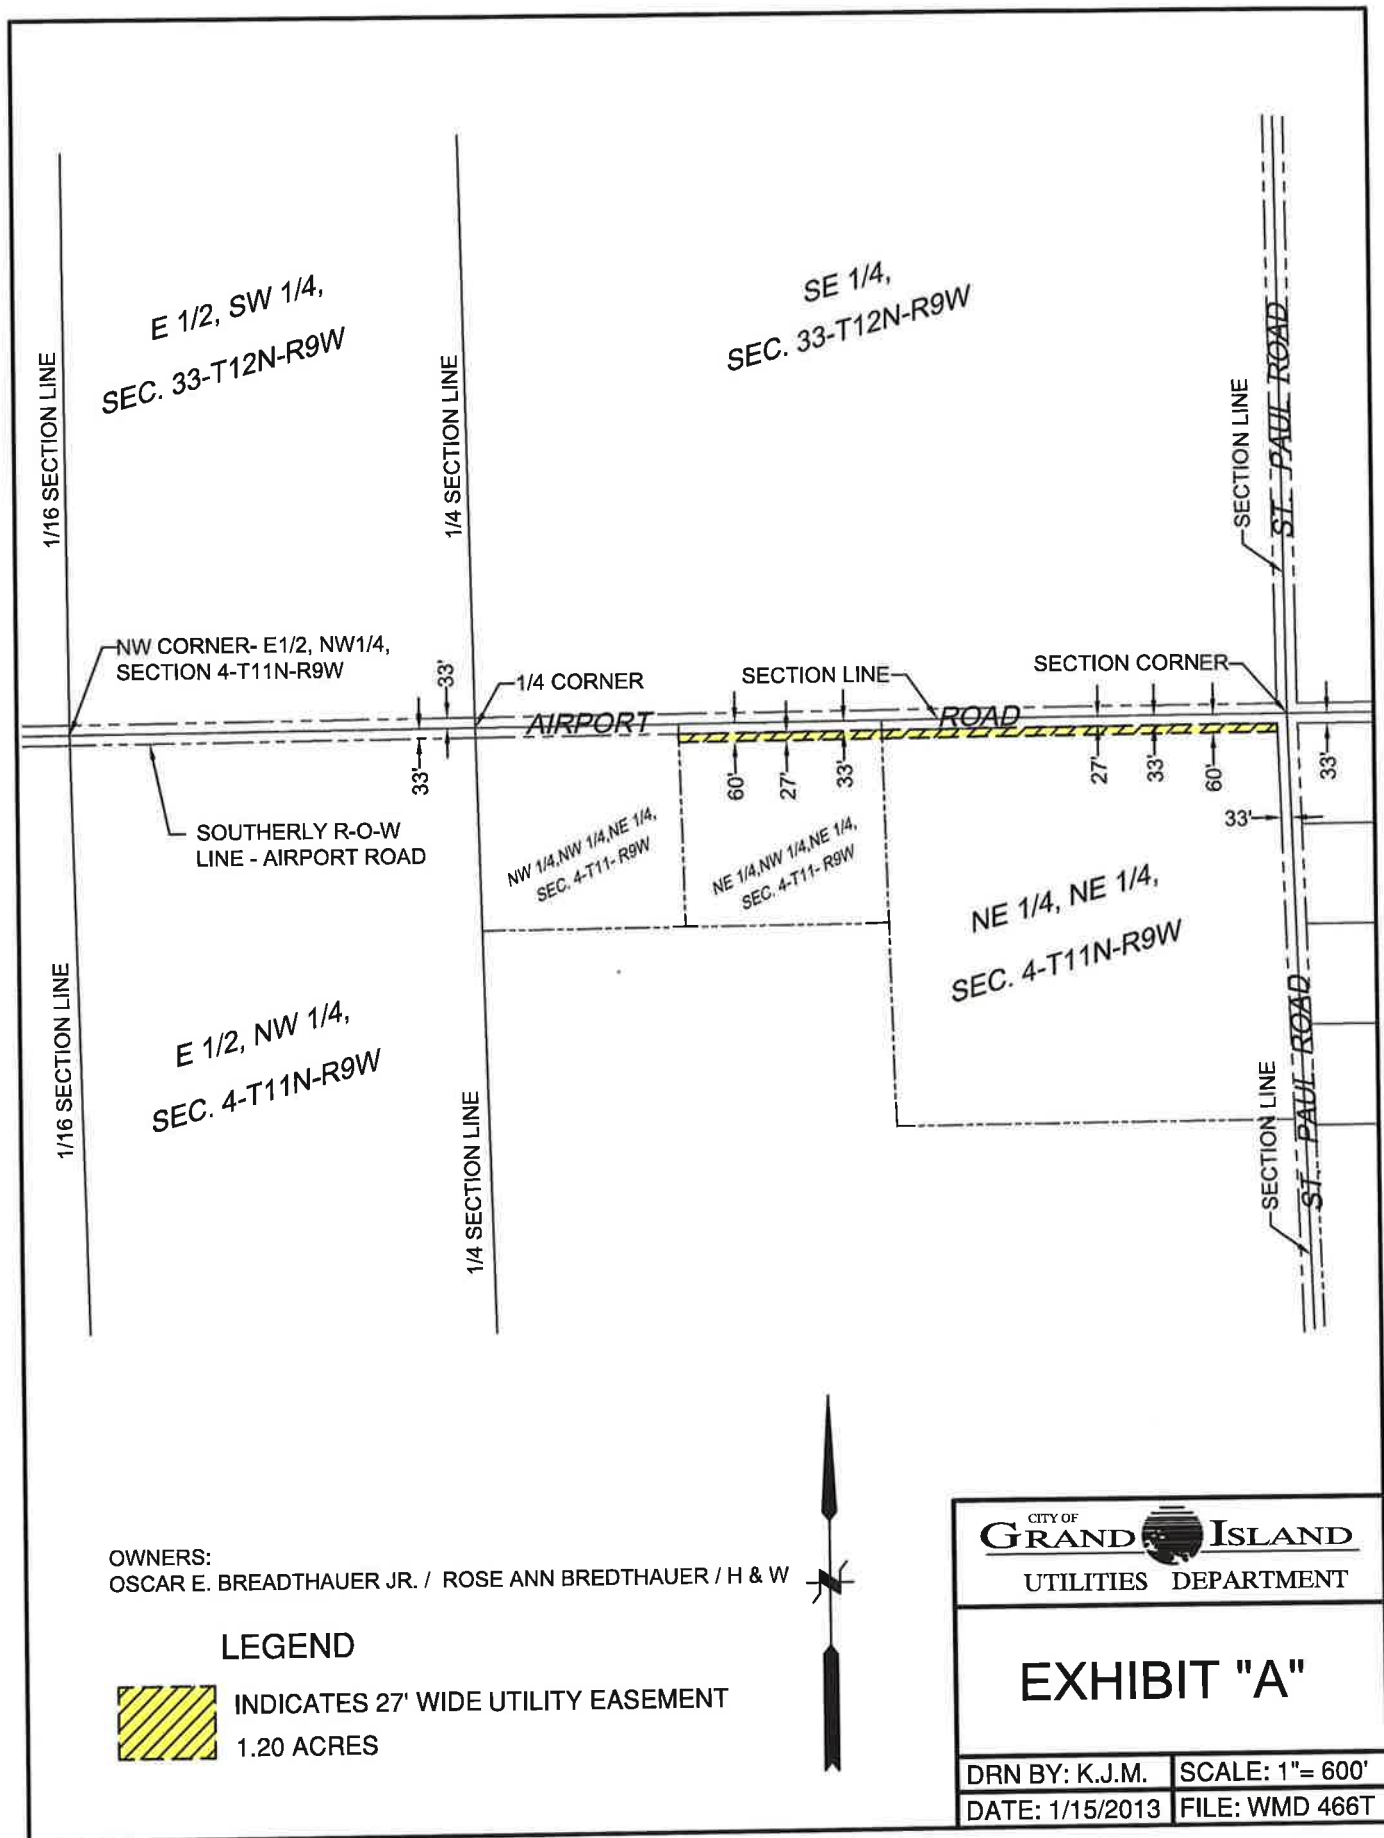 E 1/2, SW 1/4,
SEC. 33-T12N-R9W
SE 1/4,
SEC. 33-T12N-R9W
1/16 SECTION LINE
1/4 SECTION LINE
SECTION LINE
ST. PAUL ROAD
NW CORNER- E1/2, NW1/4,
SECTION 4-T11N-R9W
33'
1/4 CORNER
SECTION LINE
SECTION CORNER
AIRPORT ROAD
33'
60'
27'
33'
27'
33'
60'
33'
33'
SOUTHERLY R-O-W
LINE - AIRPORT ROAD
NW 1/4,NW 1/4,NE 1/4,
SEC. 4-T11- R9W
NE 1/4,NW 1/4,NE 1/4,
SEC. 4-T11- R9W
NE 1/4, NE 1/4,
SEC. 4-T11N-R9W
1/16 SECTION LINE
E 1/2, NW 1/4,
SEC. 4-T11N-R9W
1/4 SECTION LINE
SECTION LINE
ST. PAUL ROAD
OWNERS:
OSCAR E. BREADTHAUER JR. / ROSE ANN BREDTHAUER / H & W
N
LEGEND
INDICATES 27' WIDE UTILITY EASEMENT
1.20 ACRES
CITY OF
GRAND ISLAND
UTILITIES DEPARTMENT
EXHIBIT "A"
DRN BY: K.J.M.
SCALE: 1"= 600'
DATE: 1/15/2013
FILE: WMD 466T